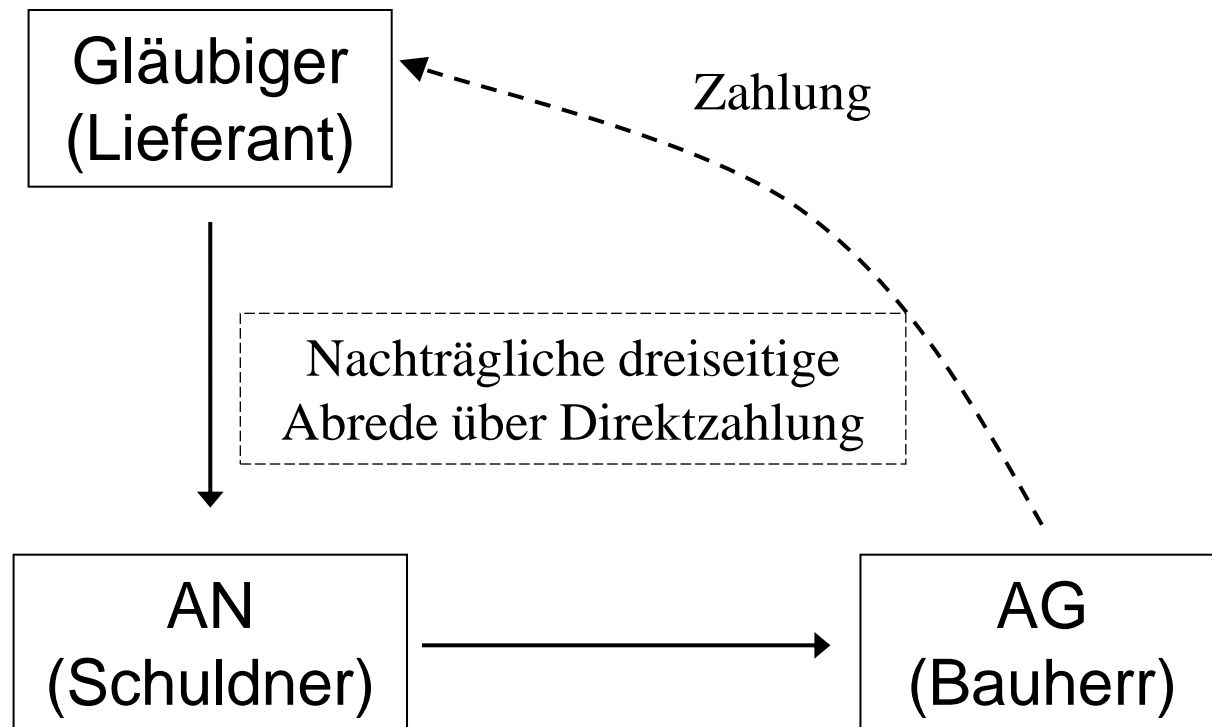 Gläubiger
(Lieferant)
Zahlung
Nachträgliche dreiseitige
Abrede über Direktzahlung
AN
(Schuldner)
AG
(Bauherr)